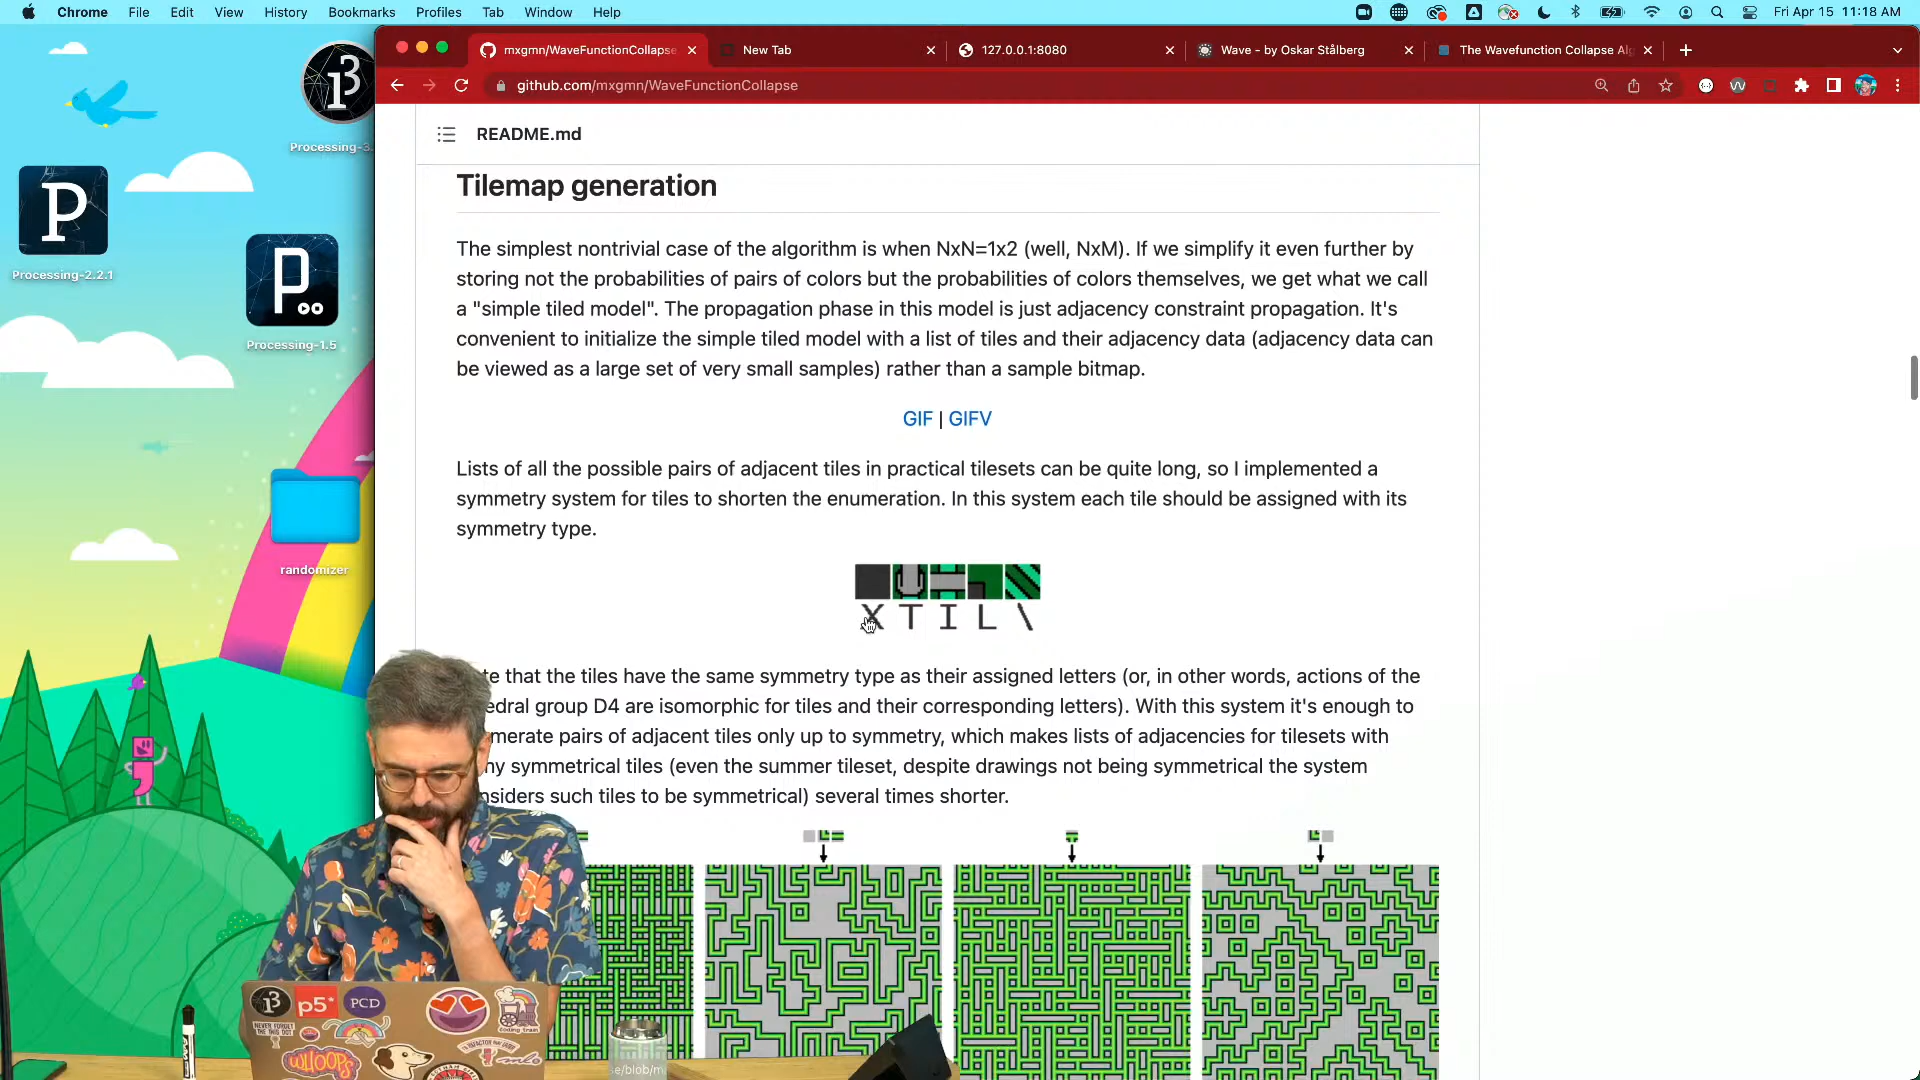 Chrome File Edit View History Bookmarks Profiles Tab Window Help Fri Apr 15 11:18 AM
mxgmn/WaveFunctionCollapse New Tab 127.0.0.1:8080 Wave - by Oskar Stålberg The Wavefunction Collapse Alg
github.com/mxgmn/WaveFunctionCollapse
Processing-3.
Processing-2.2.1
Processing-1.5
randomizer
README.md
Tilemap generation
The simplest nontrivial case of the algorithm is when NxN=1x2 (well, NxM). If we simplify it even further by
storing not the probabilities of pairs of colors but the probabilities of colors themselves, we get what we call
a "simple tiled model". The propagation phase in this model is just adjacency constraint propagation. It's
convenient to initialize the simple tiled model with a list of tiles and their adjacency data (adjacency data can
be viewed as a large set of very small samples) rather than a sample bitmap.
GIF | GIFV
Lists of all the possible pairs of adjacent tiles in practical tilesets can be quite long, so I implemented a
symmetry system for tiles to shorten the enumeration. In this system each tile should be assigned with its
symmetry type.
X T I L \
te that the tiles have the same symmetry type as their assigned letters (or, in other words, actions of the
edral group D4 are isomorphic for tiles and their corresponding letters). With this system it's enough to
merate pairs of adjacent tiles only up to symmetry, which makes lists of adjacencies for tilesets with
ny symmetrical tiles (even the summer tileset, despite drawings not being symmetrical the system
nsiders such tiles to be symmetrical) several times shorter.
p5*
PCD
NEVER FORGET
THE THIS DOT
WHOOPS